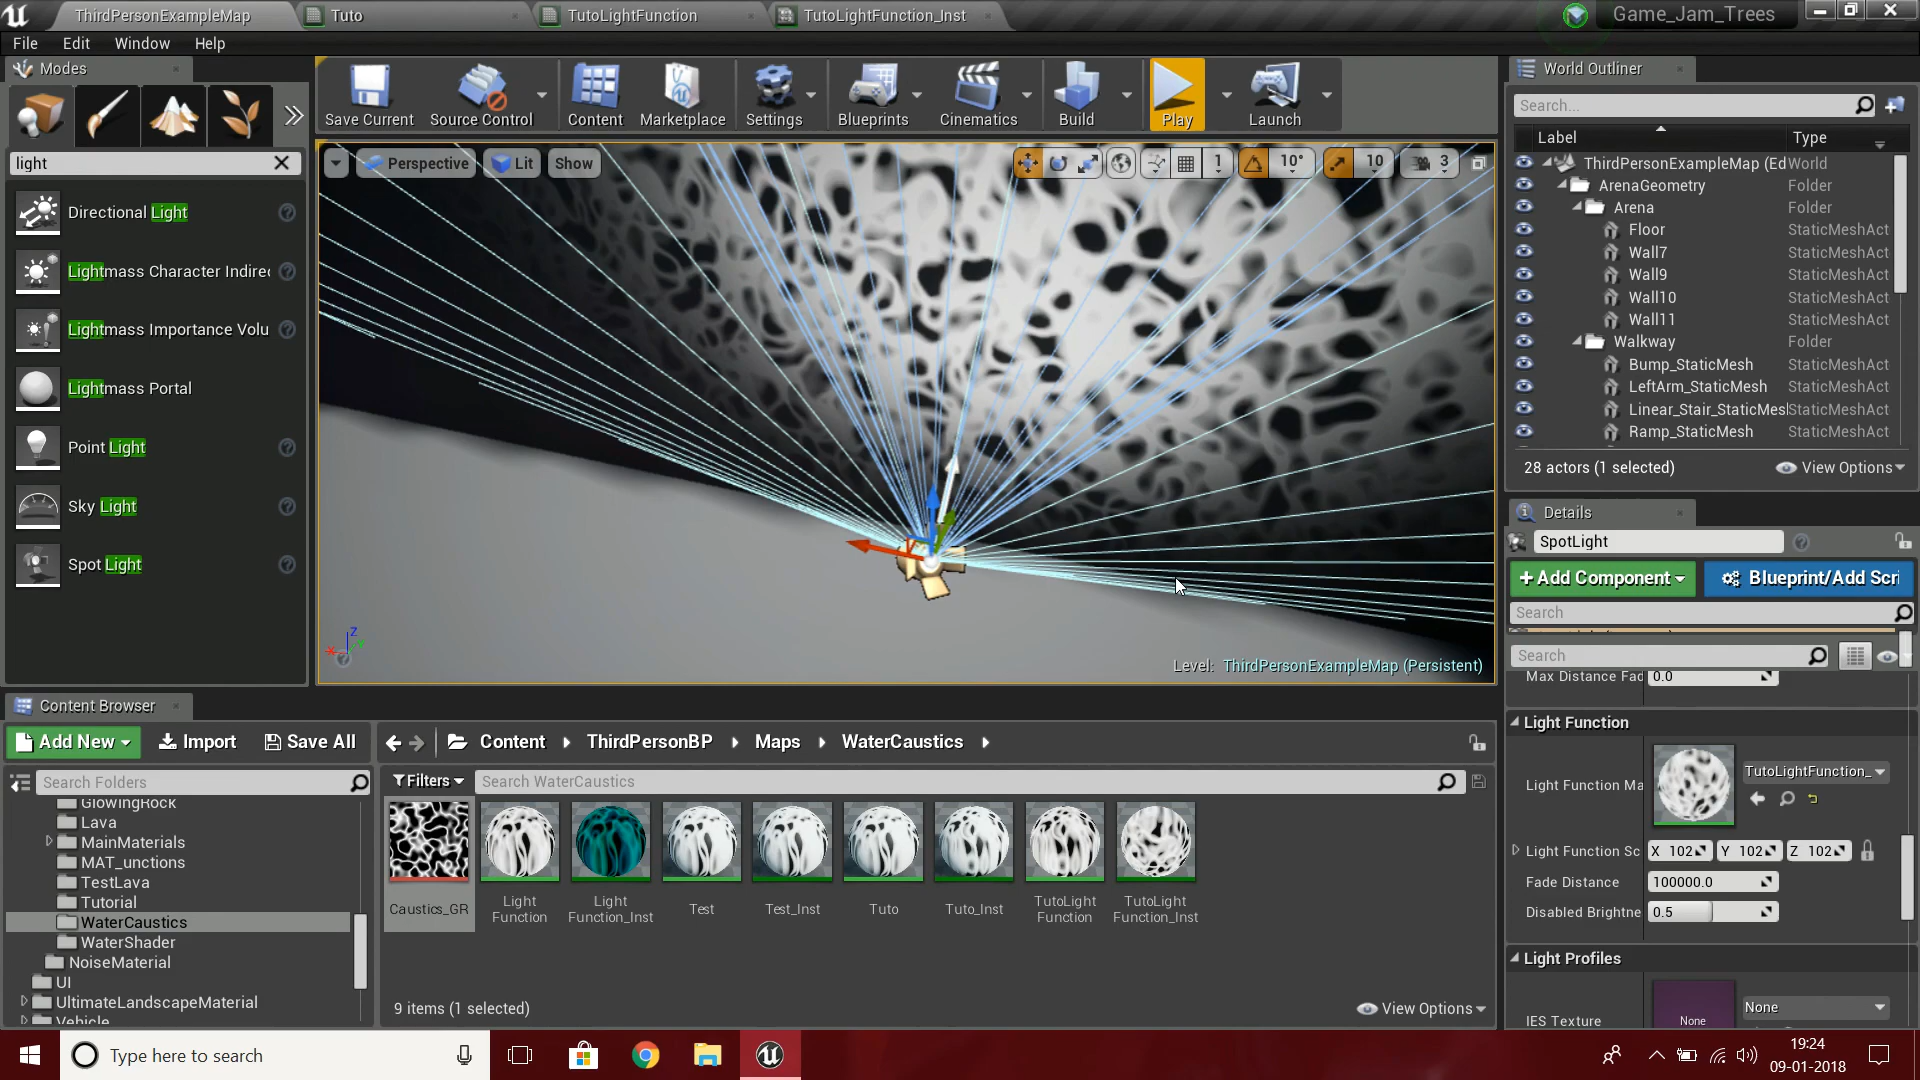 ThirdPersonExampleMap
Tuto
TutoLightFunction
TutoLightFunction_Inst
Game_Jam_Trees
File Edit Window Help
Modes
light
Directional Light
Lightmass Character Indirec
Lightmass Importance Volu
Lightmass Portal
Point Light
Sky Light
Spot Light
Save Current
Source Control
Content
Marketplace
Settings
Blueprints
Cinematics
Build
Play
Launch
Perspective Lit Show
1 10° 10 3
Level: ThirdPersonExampleMap (Persistent)
World Outliner
Search...
Label Type
ThirdPersonExampleMap (Ed World
ArenaGeometry Folder
Arena Folder
Floor StaticMeshAct
Wall7 StaticMeshAct
Wall9 StaticMeshAct
Wall10 StaticMeshAct
Wall11 StaticMeshAct
Walkway Folder
Bump_StaticMesh StaticMeshAct
LeftArm_StaticMesh StaticMeshAct
Linear_Stair_StaticMesl StaticMeshAct
Ramp_StaticMesh StaticMeshAct
28 actors (1 selected) View Options
Details
SpotLight
+Add Component Blueprint/Add Scri
Search
Search
Max Distance Fad 0.0
Light Function
Light Function Ma TutoLightFunction_
Light Function Sc X 102 Y 102 Z 102
Fade Distance 100000.0
Disabled Brightne 0.5
Light Profiles
IES Texture None None
Content Browser
Add New Import Save All
Content ThirdPersonBP Maps WaterCaustics
Search Folders
Filters Search WaterCaustics
GlowingRock
Lava
MainMaterials
MAT_unctions
TestLava
Tutorial
WaterCaustics
WaterShader
NoiseMaterial
UI
UltimateLandscapeMaterial
Vehicle
Caustics_GR
Light Function
Light Function_Inst
Test
Test_Inst
Tuto
Tuto_Inst
TutoLight Function
TutoLight Function_Inst
9 items (1 selected) View Options
Type here to search
19:24
09-01-2018